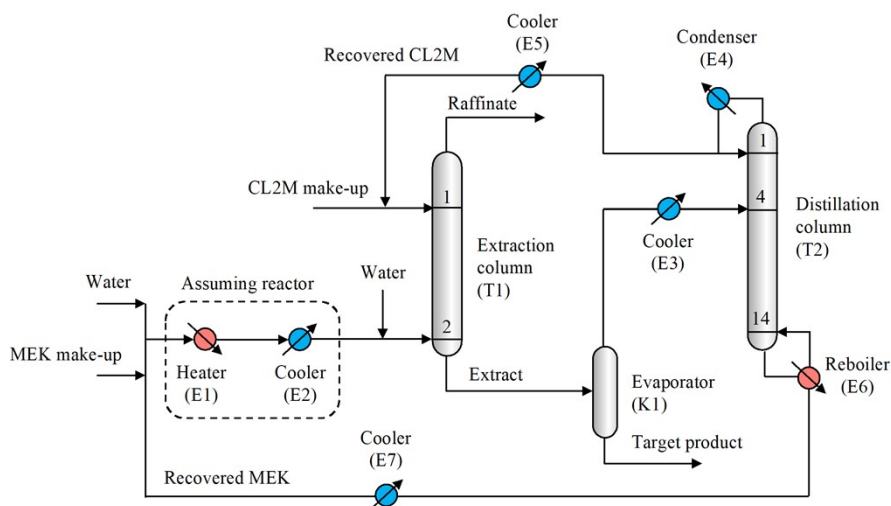 Cooler
(E5)
Condenser
(E4)
Recovered CL2M
Raffinate
1
CL2M make-up
1
4
Distillation
column
(T2)
Cooler
(E3)
Extraction
column
(T1)
Water
Assuming reactor
Water
2
14
MEK make-up
Heater
(E1)
Cooler
(E2)
Extract
Evaporator
(K1)
Reboiler
(E6)
Target product
Cooler
(E7)
Recovered MEK